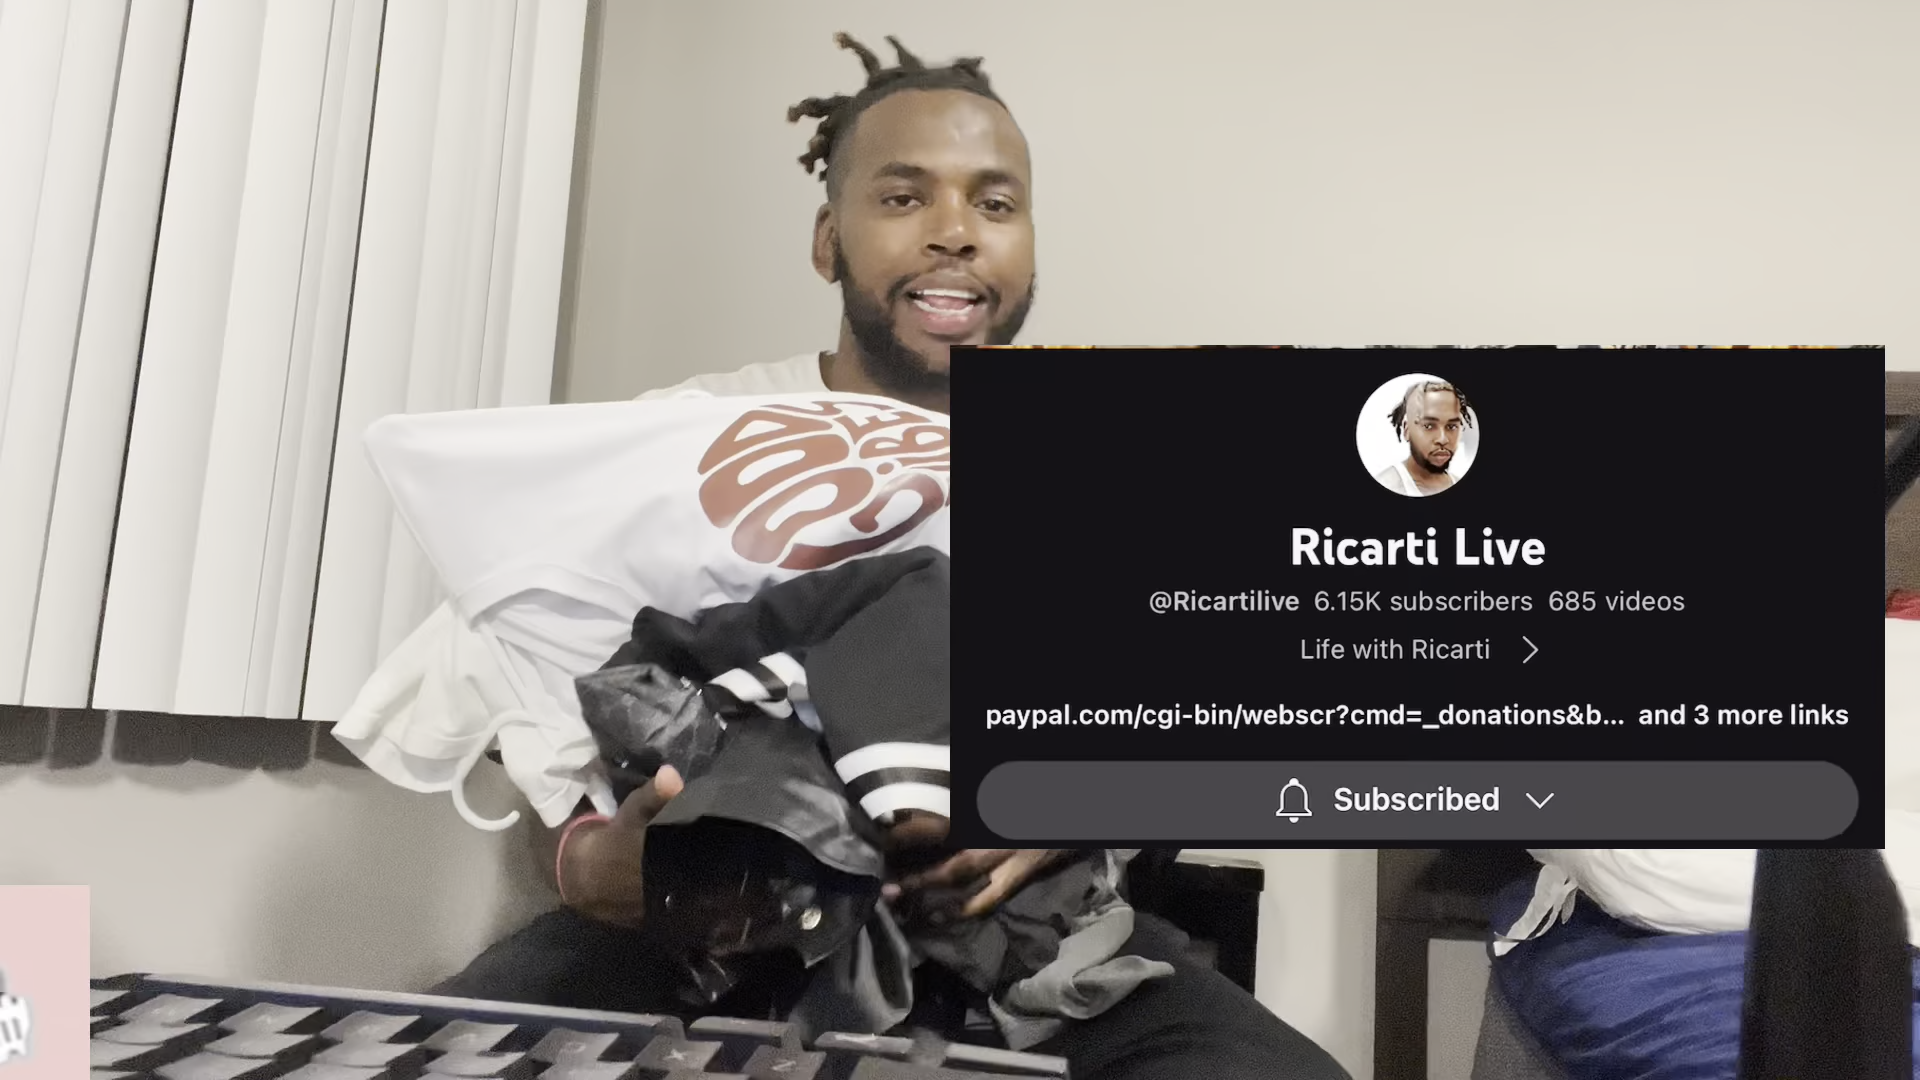 Ricarti Live
@Ricartilive 6.15K subscribers 685 videos
Life with Ricarti
paypal.com/cgi-bin/webscr?cmd=_donations&b... and 3 more links
Subscribed